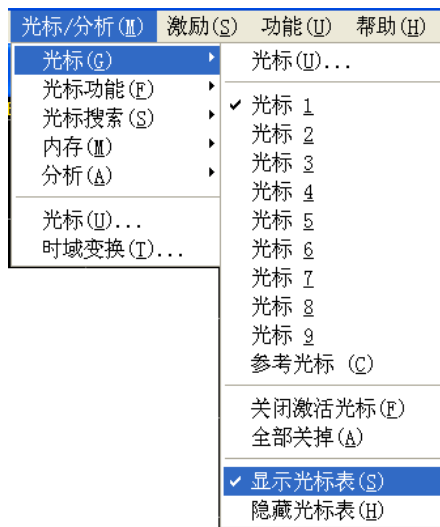 光标/分析(M) 激励(S) 功能(U) 帮助(H)
光标(G)
光标功能(F)
光标搜索(S)
内存(M)
分析(A)
光标(U)...
时域变换(T)...
光标(U)...
光标 1
光标 2
光标 3
光标 4
光标 5
光标 6
光标 7
光标 8
光标 9
参考光标 (C)
关闭激活光标(F)
全部关掉(A)
显示光标表(S)
隐藏光标表(H)